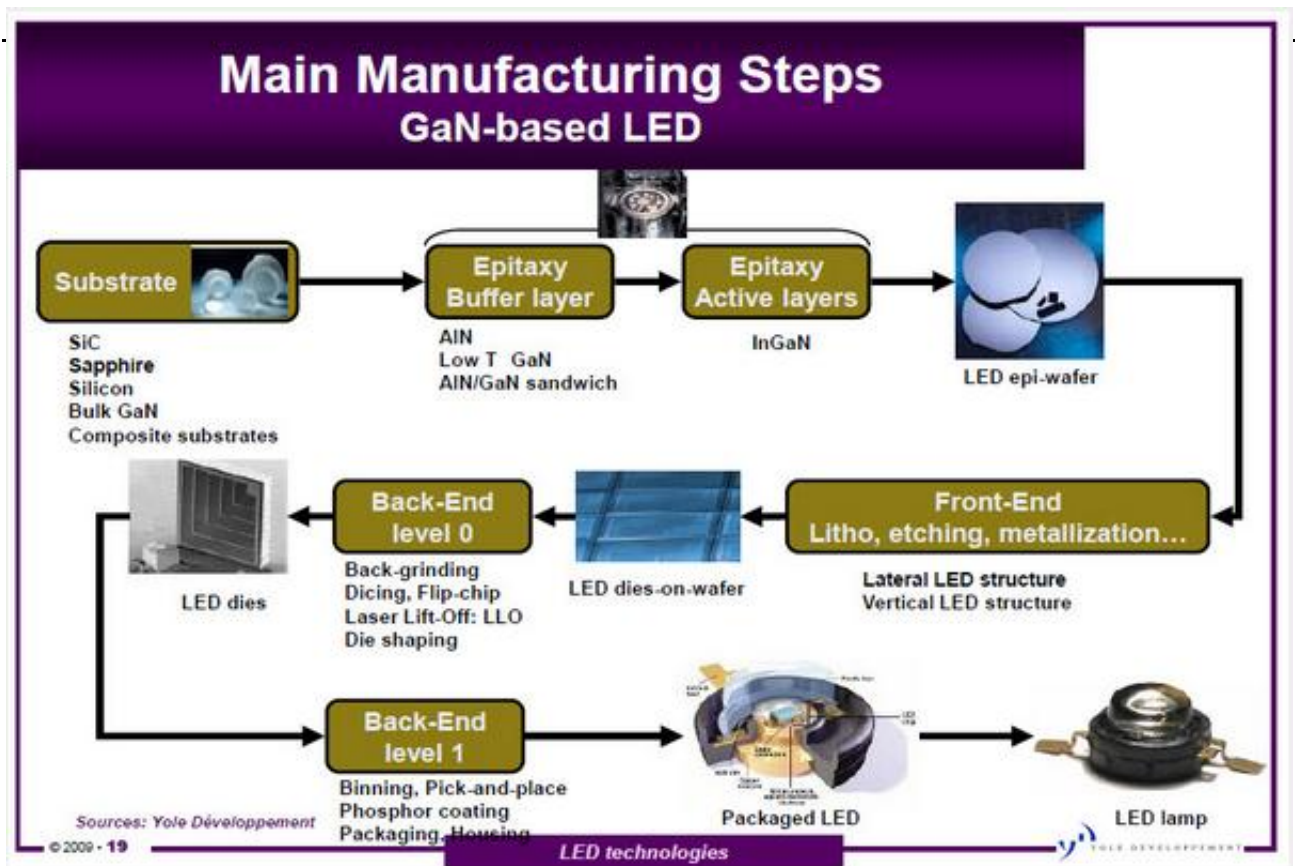 Main Manufacturing Steps
GaN-based LED
Substrate
Epitaxy
Buffer layer
Epitaxy
Active layers
SiC
Sapphire
Silicon
Bulk GaN
Composite substrates
AlN
Low T GaN
AlN/GaN sandwich
InGaN
LED epi-wafer
Front-End
Litho, etching, metallization...
Lateral LED structure
Vertical LED structure
LED dies-on-wafer
Back-End
level 0
Back-grinding
Dicing, Flip-chip
Laser Lift-Off: LLO
Die shaping
LED dies
Back-End
level 1
Binning, Pick-and-place
Phosphor coating
Packaging, Housing
Packaged LED
LED lamp
Sources: Yole Développement
© 2009 • 19
LED technologies
YOLE DÉVELOPPEMENT